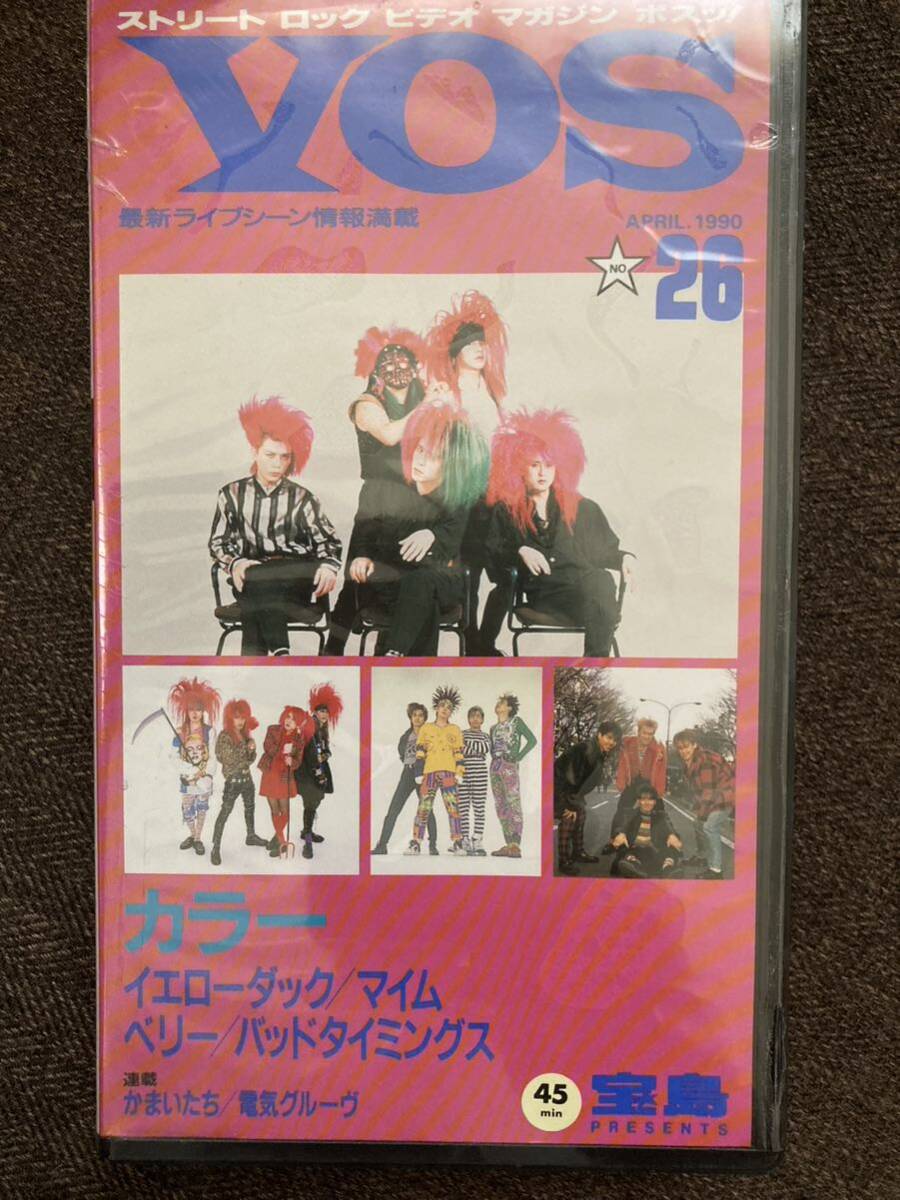 ストリート ロック ビデオ マガジン ボスッ!
VOS
最新ライブシーン情報満載
APRIL.1990
NO
26
カラー
イエローダック/マイム
ベリー/バッドタイミングス
連載
かまいたち/電気グルーヴ
45
min
宝島
PRESENTS